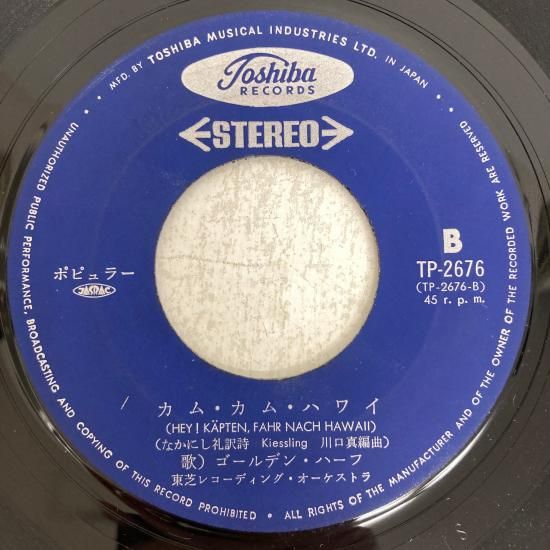 MFD. BY TOSHIBA MUSICAL INDUSTRIES LTD. IN JAPAN
Toshiba
RECORDS
STEREO
B
TP-2676
(TP-2676-B)
45 r. p. m.
ポピュラー
JASRAC
カム・カム・ハワイ
(HEY! KÄPTEN, FAHR NACH HAWAII)
(なかにし礼訳詩 Kiessling 川口真編曲)
歌) ゴールデン・ハーフ
東芝レコーディング・オーケストラ
UNAUTHORIZED PUBLIC PERFORMANCE, BROADCASTING AND COPYING OF THIS RECORD PROHIBITED • ALL RIGHTS OF THE MANUFACTURER AND OF THE OWNER OF THE RECORDED WORK ARE RESERVED